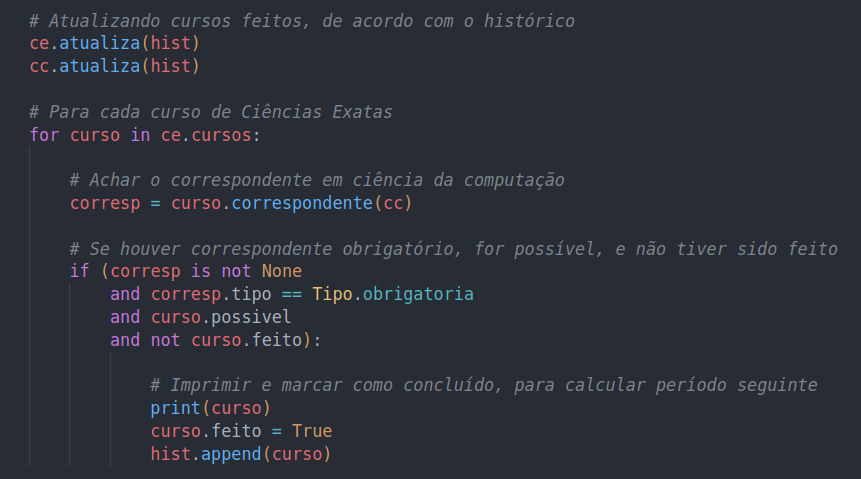 # Atualizando cursos feitos, de acordo com o histórico
ce.atualiza(hist)
cc.atualiza(hist)
# Para cada curso de Ciências Exatas
for curso in ce.cursos:
# Achar o correspondente em ciência da computação
corresp = curso.correspondente(cc)
# Se houver correspondente obrigatório, for possível, e não tiver sido feito
if (corresp is not None
and corresp.tipo == Tipo.obrigatoria
and curso.possivel
and not curso.feito):
# Imprimir e marcar como concluído, para calcular período seguinte
print(curso)
curso.feito = True
hist.append(curso)